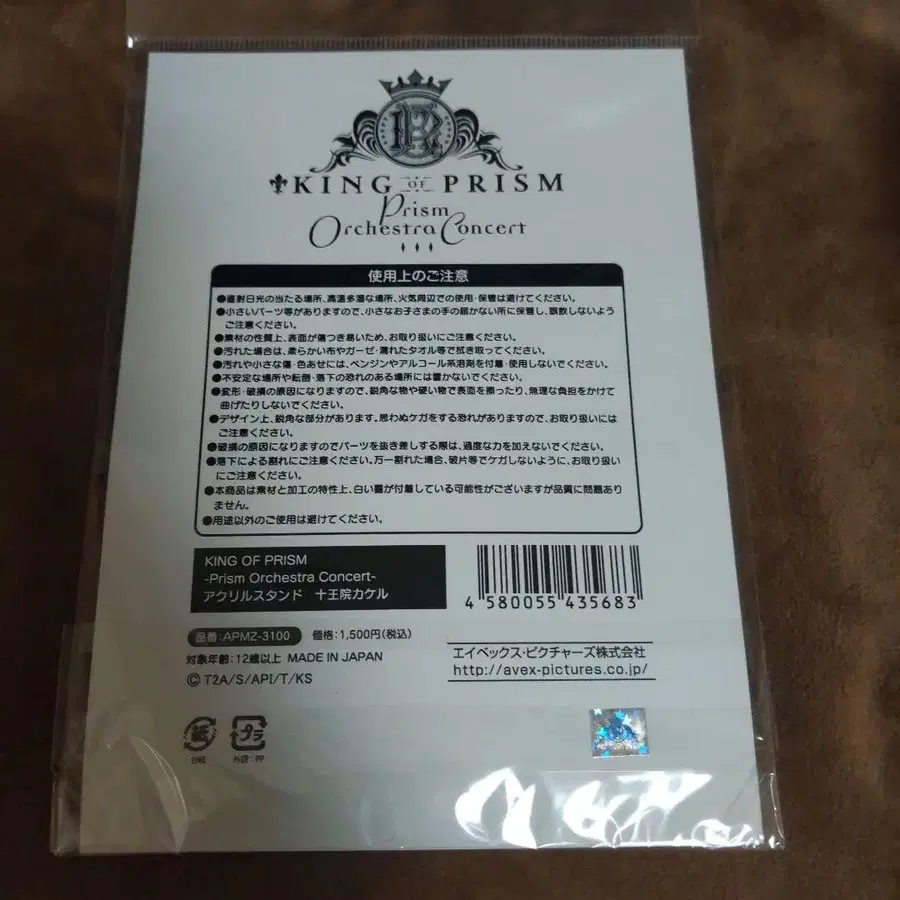 KING OF PRISM
Prism
Orchestra Concert
使用上のご注意
●直射日光の当たる場所、高温多湿な場所、火気周辺での使用・保管は避けてください。
●小さいパーツ等がありますので、小さなお子さまの手の届かない所に保管し、誤飲しないよう
ご注意ください。
●素材の性質上、表面が傷つき易いため、お取り扱いにご注意ください。
●汚れた場合は、柔らかい布やガーゼ・濡れたタオル等で拭き取ってください。
●汚れや小さな傷・色あせには、ベンジンやアルコール系溶剤を付着・使用しないでください。
●不安定な場所や転倒・落下の恐れのある場所には置かないでください。
●変形・破損の原因になりますので、鋭角な物や硬い物で表面を擦ったり、無理な負担をかけて
曲げたりしないでください。
●デザイン上、鋭角な部分があります。思わぬケガをする恐れがありますので、お取り扱いには
ご注意ください。
●破損の原因になりますのでパーツを抜き差しする際は、過度な力を加えないでください。
●落下による割れにご注意ください。万一割れた場合、破片等でケガしないように、お取り扱い
にご注意ください。
●本商品は素材と加工の特性上、白い靄が付着している可能性がございますが品質に問題あり
ません。
●用途以外のご使用は避けてください。
KING OF PRISM
-Prism Orchestra Concert-
アクリルスタンド 十王院カケル
4 580055 435683
品番:APMZ-3100 価格:1,500円(税込)
対象年齢:12歳以上 MADE IN JAPAN
© T2A/S/API/T/KS
エイベックス・ピクチャーズ株式会社
http://avex-pictures.co.jp/
紙 プラ
台紙 外袋:PP